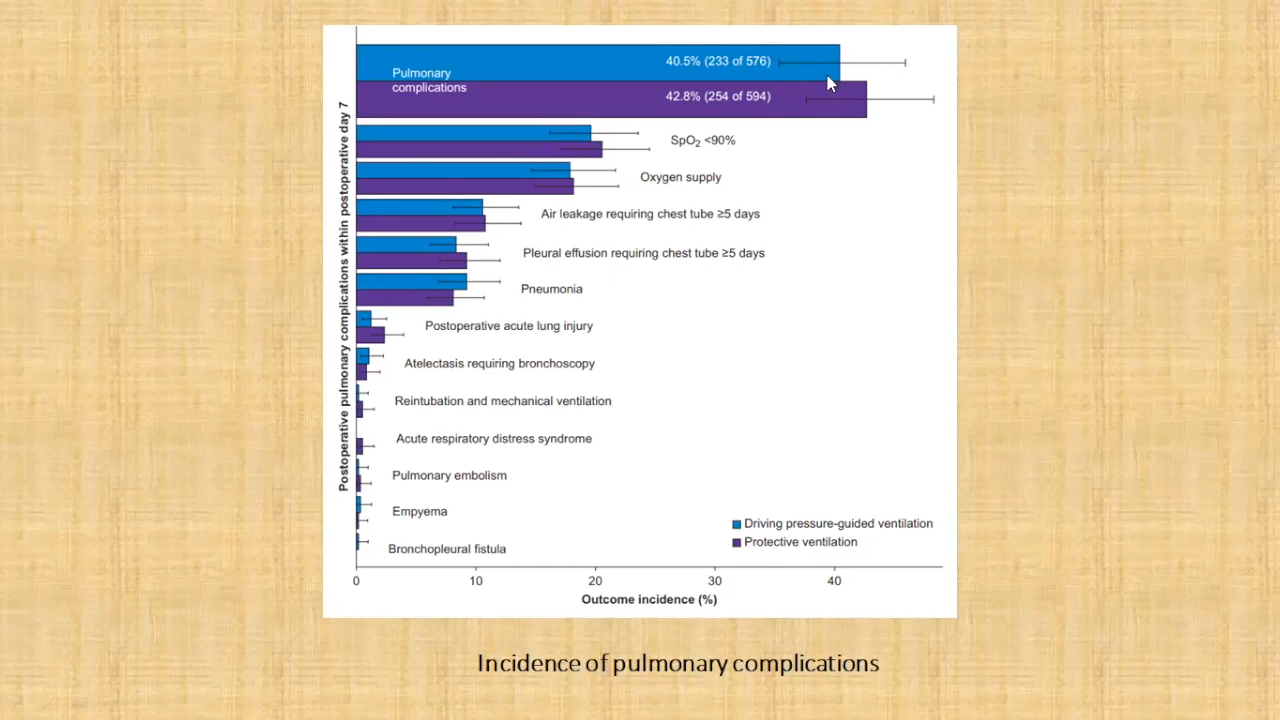 Postoperative pulmonary complications within postoperative day 7
Pulmonary
complications
40.5% (233 of 576)
42.8% (254 of 594)
SpO2 <90%
Oxygen supply
Air leakage requiring chest tube ≥5 days
Pleural effusion requiring chest tube ≥5 days
Pneumonia
Postoperative acute lung injury
Atelectasis requiring bronchoscopy
Reintubation and mechanical ventilation
Acute respiratory distress syndrome
Pulmonary embolism
Empyema
Bronchopleural fistula
Driving pressure-guided ventilation
Protective ventilation
0 10 20 30 40
Outcome incidence (%)
Incidence of pulmonary complications